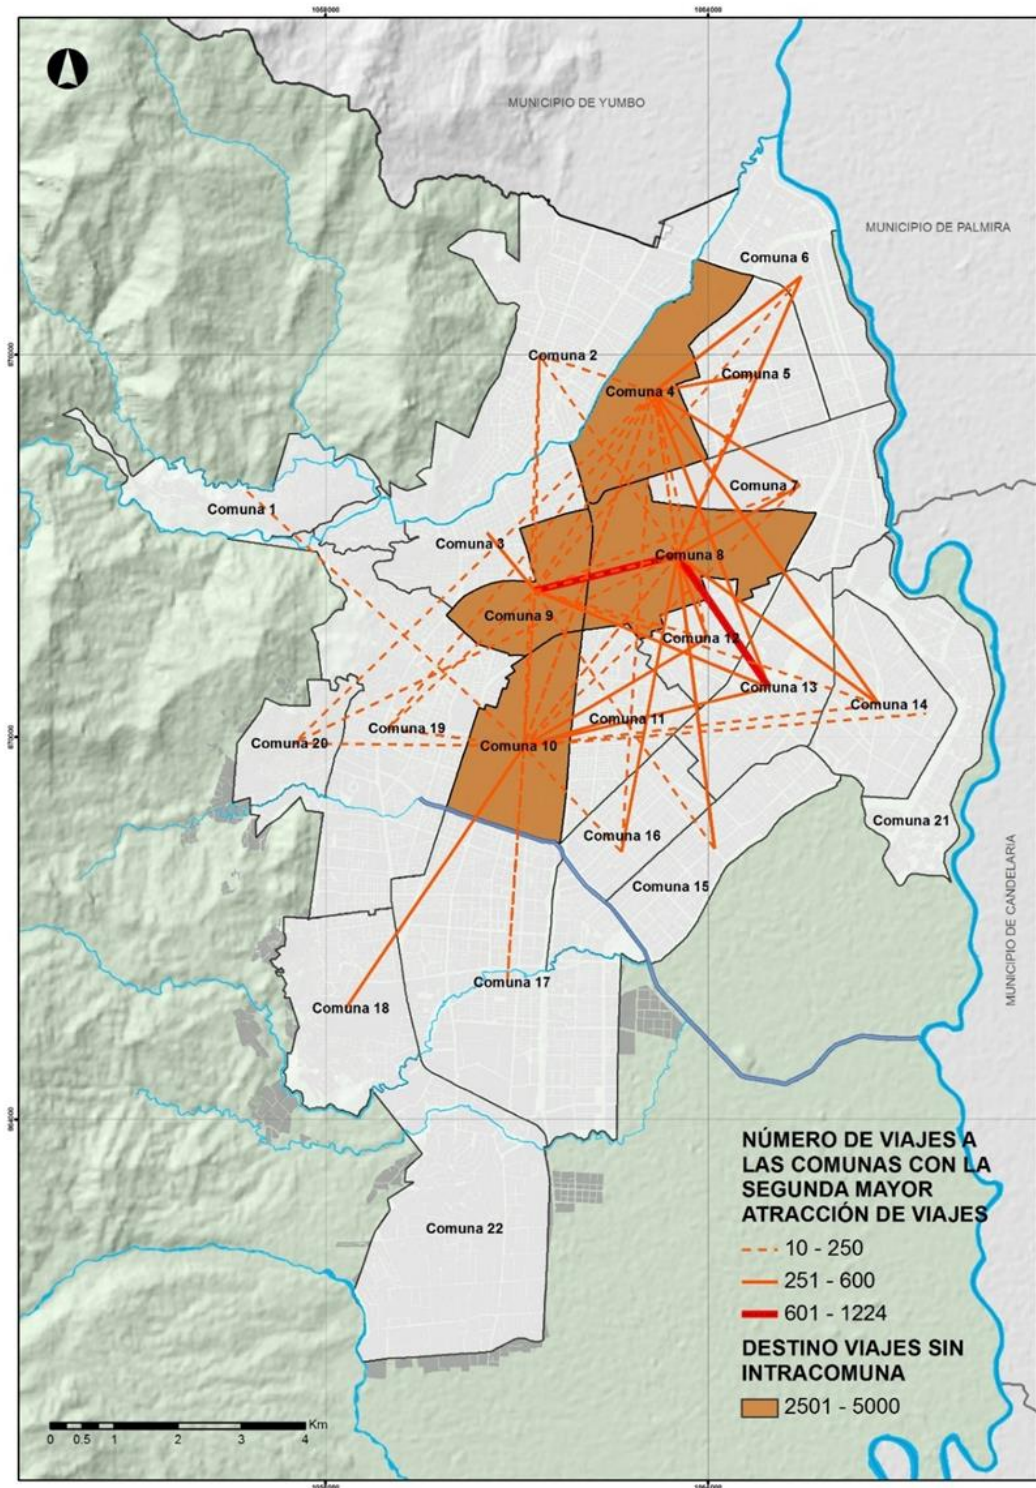 1058000
1064000
MUNICIPIO DE YUMBO
MUNICIPIO DE PALMIRA
Comuna 6
Comuna 2
Comuna 5
Comuna 4
Comuna 7
Comuna 1
Comuna 3
Comuna 8
Comuna 9
Comuna 12
Comuna 13
Comuna 14
Comuna 11
Comuna 19
Comuna 20
Comuna 10
Comuna 21
Comuna 16
Comuna 15
MUNICIPIO DE CANDELARIA
Comuna 17
Comuna 18
Comuna 22
870000
864000
NÚMERO DE VIAJES A
LAS COMUNAS CON LA
SEGUNDA MAYOR
ATRACCIÓN DE VIAJES
10 - 250
251 - 600
601 - 1224
DESTINO VIAJES SIN
INTRACOMUNA
2501 - 5000
Km
0 0.5 1 2 3 4